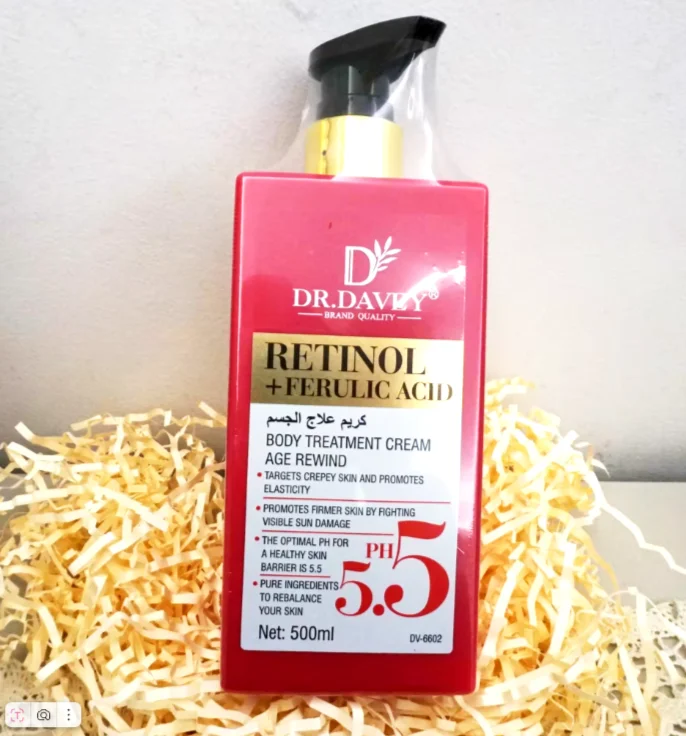 D
DR.DAVEY®
BRAND QUALITY
RETINOL
+FERULIC ACID
كريم علاج الجسم
BODY TREATMENT CREAM
AGE REWIND
• TARGETS CREPEY SKIN AND PROMOTES
ELASTICITY
• PROMOTES FIRMER SKIN BY FIGHTING
VISIBLE SUN DAMAGE
• THE OPTIMAL PH FOR
A HEALTHY SKIN
BARRIER IS 5.5
• PURE INGREDIENTS
TO REBALANCE
YOUR SKIN
PH
5.5
Net: 500ml
DV-6602